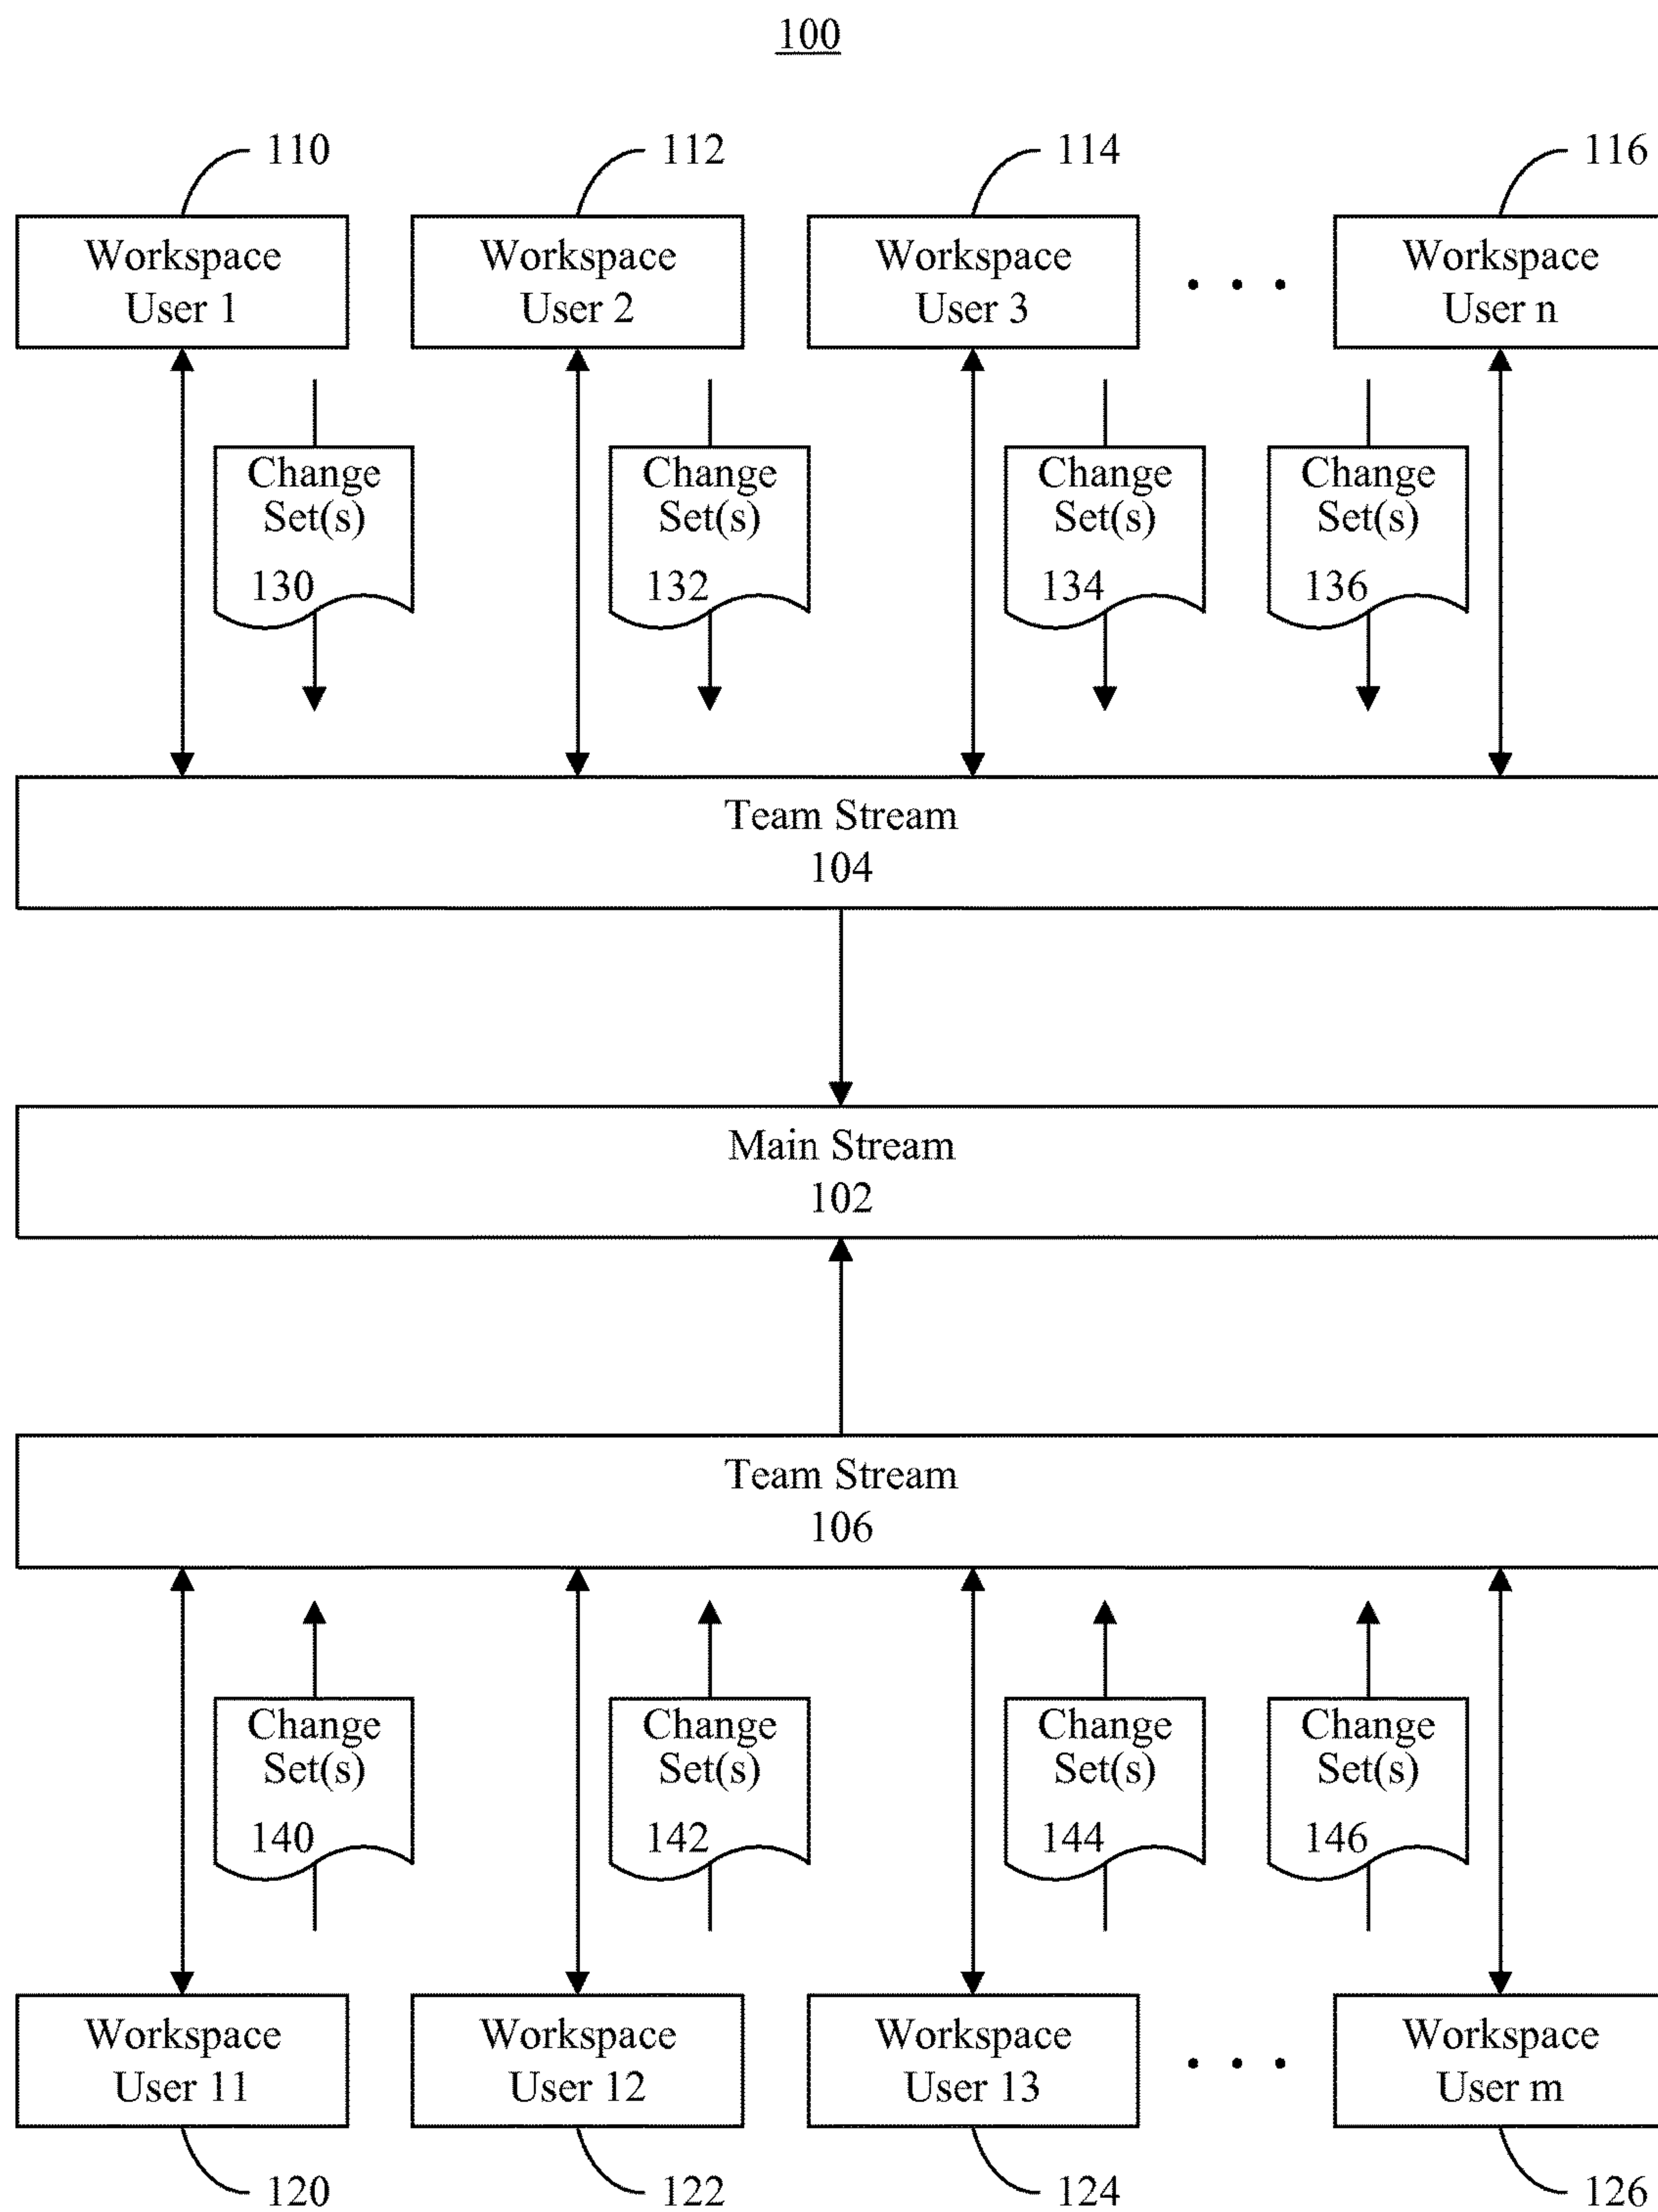 100
110
112
114
116
Workspace
User 1
Workspace
User 2
Workspace
User 3
. . .
Workspace
User n
Change
Set(s)
130
Change
Set(s)
132
Change
Set(s)
134
Change
Set(s)
136
Team Stream
104
Main Stream
102
Team Stream
106
Change
Set(s)
140
Change
Set(s)
142
Change
Set(s)
144
Change
Set(s)
146
Workspace
User 11
Workspace
User 12
Workspace
User 13
. . .
Workspace
User m
120
122
124
126